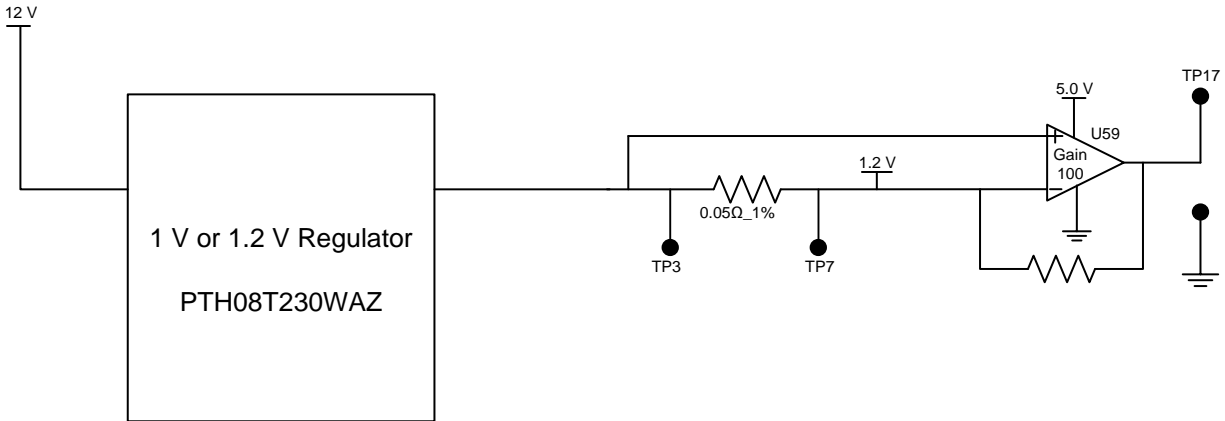 12 V
TP17
5.0 V
U59
Gain
100
1.2 V
0.05Ω_1%
1 V or 1.2 V Regulator
TP3
TP7
PTH08T230WAZ